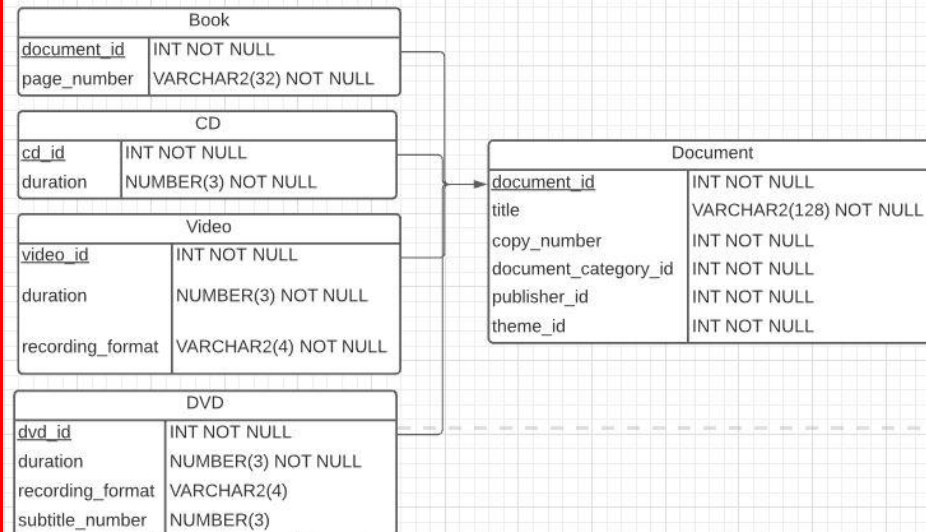 Book
document_id INT NOT NULL
page_number VARCHAR2(32) NOT NULL
CD
cd_id INT NOT NULL
duration NUMBER(3) NOT NULL
Video
video_id INT NOT NULL
duration NUMBER(3) NOT NULL
recording_format VARCHAR2(4) NOT NULL
DVD
dvd_id INT NOT NULL
duration NUMBER(3) NOT NULL
recording_format VARCHAR2(4)
subtitle_number NUMBER(3)
Document
document_id INT NOT NULL
title VARCHAR2(128) NOT NULL
copy_number INT NOT NULL
document_category_id INT NOT NULL
publisher_id INT NOT NULL
theme_id INT NOT NULL